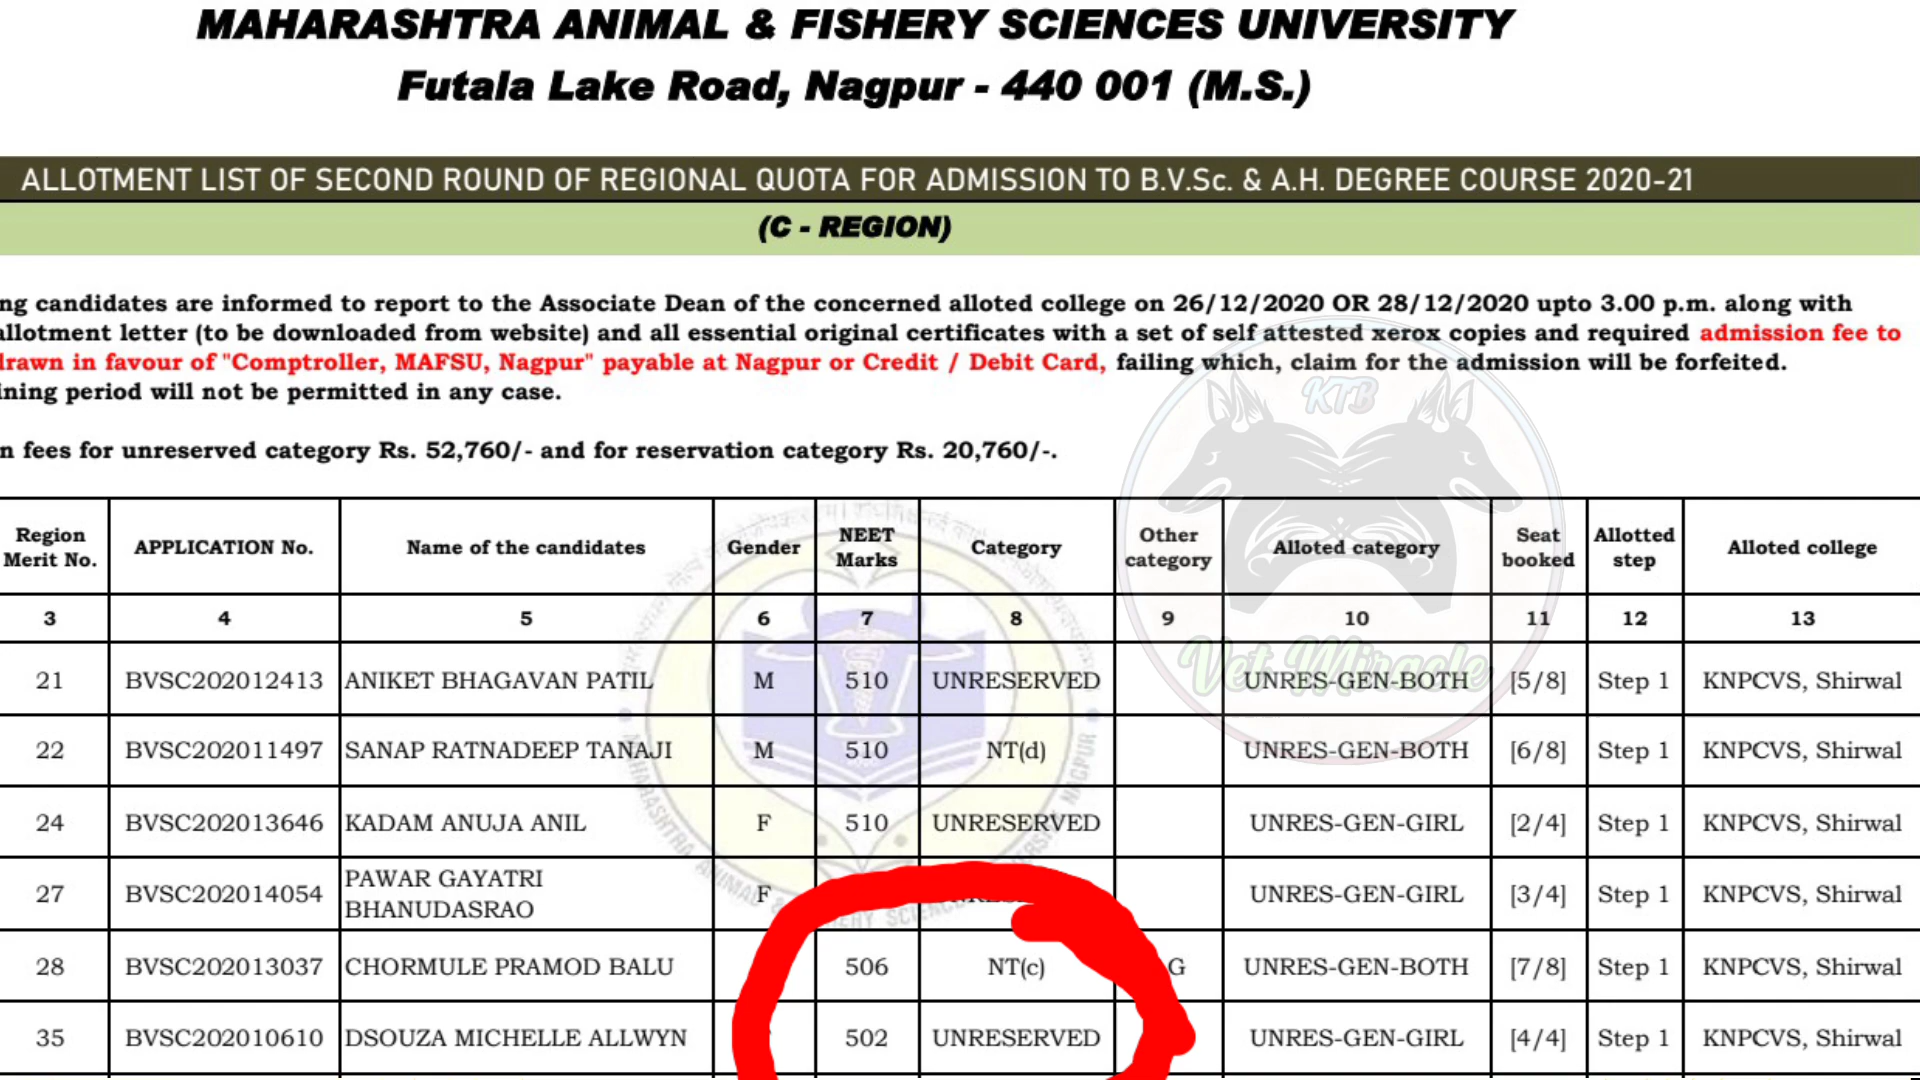 MAHARASHTRA ANIMAL & FISHERY SCIENCES UNIVERSITY
Futala Lake Road, Nagpur - 440 001 (M.S.)
ALLOTMENT LIST OF SECOND ROUND OF REGIONAL QUOTA FOR ADMISSION TO B.V.Sc. & A.H. DEGREE COURSE 2020-21
(C - REGION)
ng candidates are informed to report to the Associate Dean of the concerned alloted college on 26/12/2020 OR 28/12/2020 upto 3.00 p.m. along with
allotment letter (to be downloaded from website) and all essential original certificates with a set of self attested xerox copies and required admission fee to
drawn in favour of "Comptroller, MAFSU, Nagpur" payable at Nagpur or Credit / Debit Card, failing which, claim for the admission will be forfeited.
ining period will not be permitted in any case.
n fees for unreserved category Rs. 52,760/- and for reservation category Rs. 20,760/-.
KTB
Vet Miracle
Region Merit No. APPLICATION No. Name of the candidates Gender NEET Marks Category Other category Alloted category Seat booked Allotted step Alloted college
3 4 5 6 7 8 9 10 11 12 13
21 BVSC202012413 ANIKET BHAGAVAN PATIL M 510 UNRESERVED UNRES-GEN-BOTH [5/8] Step 1 KNPCVS, Shirwal
22 BVSC202011497 SANAP RATNADEEP TANAJI M 510 NT(d) UNRES-GEN-BOTH [6/8] Step 1 KNPCVS, Shirwal
24 BVSC202013646 KADAM ANUJA ANIL F 510 UNRESERVED UNRES-GEN-GIRL [2/4] Step 1 KNPCVS, Shirwal
27 BVSC202014054 PAWAR GAYATRI BHANUDASRAO F UNRES-GEN-GIRL [3/4] Step 1 KNPCVS, Shirwal
28 BVSC202013037 CHORMULE PRAMOD BALU 506 NT(c) G UNRES-GEN-BOTH [7/8] Step 1 KNPCVS, Shirwal
35 BVSC202010610 DSOUZA MICHELLE ALLWYN 502 UNRESERVED UNRES-GEN-GIRL [4/4] Step 1 KNPCVS, Shirwal